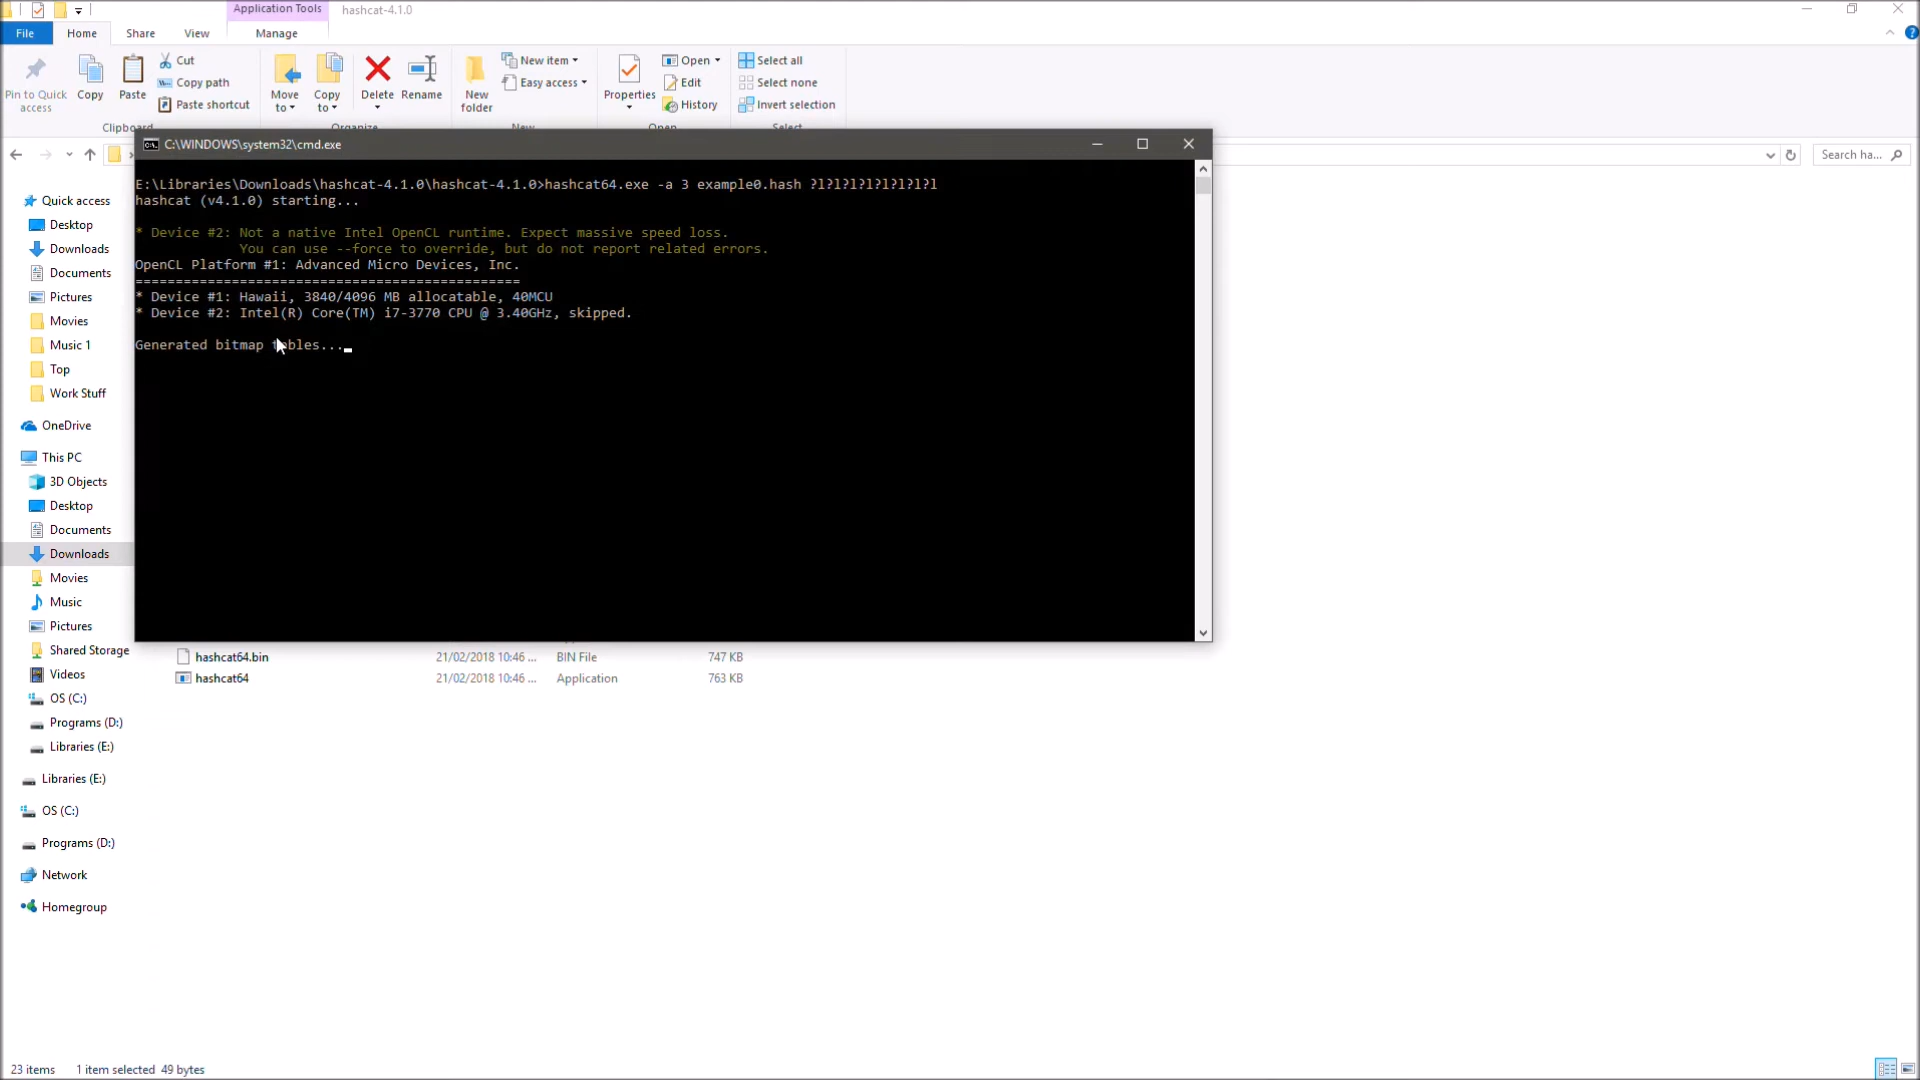 Application Tools
hashcat-4.1.0
File
Home
Share
View
Manage
Pin to Quick access
Copy
Paste
Cut
Copy path
Paste shortcut
Clipboard
Move to
Copy to
Delete
Rename
Organize
New item
Easy access
New folder
New
Properties
Open
Edit
History
Open
Select all
Select none
Invert selection
Select
C:\WINDOWS\system32\cmd.exe
Search ha...
E:\Libraries\Downloads\hashcat-4.1.0\hashcat-4.1.0>hashcat64.exe -a 3 example0.hash ?l?l?l?l?l?l?l?l
hashcat (v4.1.0) starting...
* Device #2: Not a native Intel OpenCL runtime. Expect massive speed loss.
You can use --force to override, but do not report related errors.
OpenCL Platform #1: Advanced Micro Devices, Inc.
================================================
* Device #1: Hawaii, 3840/4096 MB allocatable, 40MCU
* Device #2: Intel(R) Core(TM) i7-3770 CPU @ 3.40GHz, skipped.
Generated bitmap tables..._
Quick access
Desktop
Downloads
Documents
Pictures
Movies
Music 1
Top
Work Stuff
OneDrive
This PC
3D Objects
Desktop
Documents
Downloads
Movies
Music
Pictures
Shared Storage
Videos
OS (C:)
Programs (D:)
Libraries (E:)
Libraries (E:)
OS (C:)
Programs (D:)
Network
Homegroup
hashcat64.bin 21/02/2018 10:46 ... BIN File 747 KB
hashcat64 21/02/2018 10:46 ... Application 763 KB
23 items 1 item selected 49 bytes